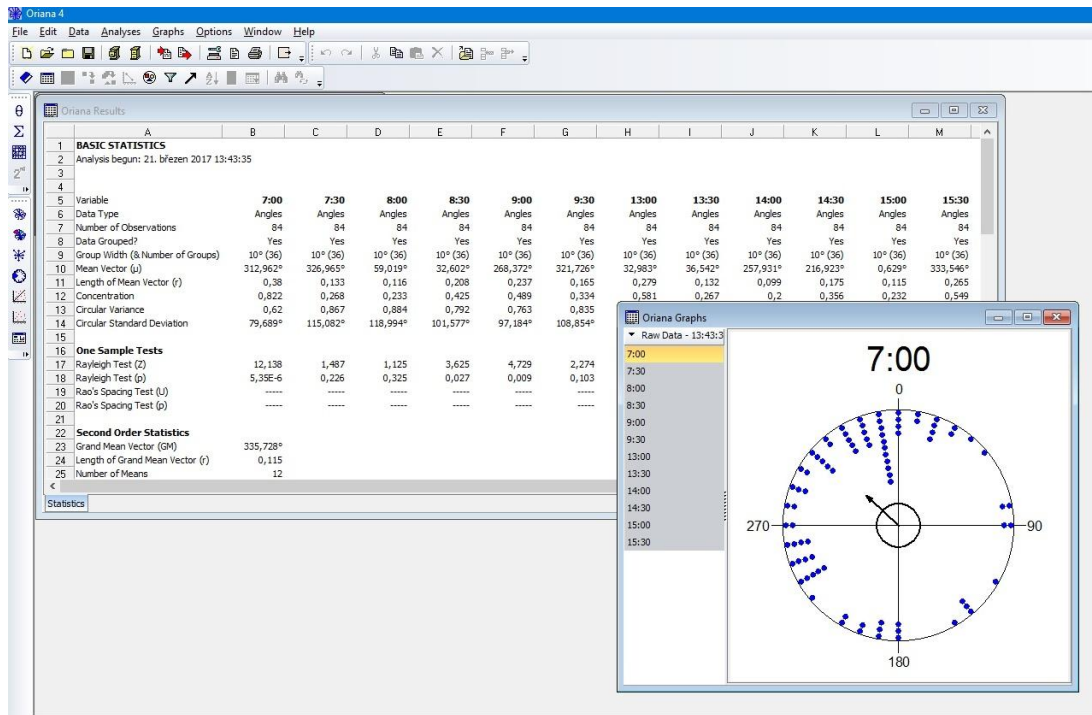 Oriana 4
File Edit Data Analyses Graphs Options Window Help
θ
Σ
2nd
Oriana Results
A B C D E F G H I J K L M
1 BASIC STATISTICS
2 Analysis begun: 21. březen 2017 13:43:35
3
4
5 Variable 7:00 7:30 8:00 8:30 9:00 9:30 13:00 13:30 14:00 14:30 15:00 15:30
6 Data Type Angles Angles Angles Angles Angles Angles Angles Angles Angles Angles Angles Angles
7 Number of Observations 84 84 84 84 84 84 84 84 84 84 84 84
8 Data Grouped? Yes Yes Yes Yes Yes Yes Yes Yes Yes Yes Yes Yes
9 Group Width (& Number of Groups) 10° (36) 10° (36) 10° (36) 10° (36) 10° (36) 10° (36) 10° (36) 10° (36) 10° (36) 10° (36) 10° (36) 10° (36)
10 Mean Vector (µ) 312,962° 326,965° 59,019° 32,602° 268,372° 321,726° 32,983° 36,542° 257,931° 216,923° 0,629° 333,546°
11 Length of Mean Vector (r) 0,38 0,133 0,116 0,208 0,237 0,165 0,279 0,132 0,099 0,175 0,115 0,265
12 Concentration 0,822 0,268 0,233 0,425 0,489 0,334 0,581 0,267 0,2 0,356 0,232 0,549
13 Circular Variance 0,62 0,867 0,884 0,792 0,763 0,835
14 Circular Standard Deviation 79,689° 115,082° 118,994° 101,577° 97,184° 108,854°
15
16 One Sample Tests
17 Rayleigh Test (Z) 12,138 1,487 1,125 3,625 4,729 2,274
18 Rayleigh Test (p) 5,35E-6 0,226 0,325 0,027 0,009 0,103
19 Rao's Spacing Test (U) ----- ----- ----- ----- ----- -----
20 Rao's Spacing Test (p) ----- ----- ----- ----- ----- -----
21
22 Second Order Statistics
23 Grand Mean Vector (GM) 335,728°
24 Length of Grand Mean Vector (r) 0,115
25 Number of Means 12
Statistics
Oriana Graphs
Raw Data - 13:43:3
7:00
7:30
8:00
8:30
9:00
9:30
13:00
13:30
14:00
14:30
15:00
15:30
7:00
0
270
90
180